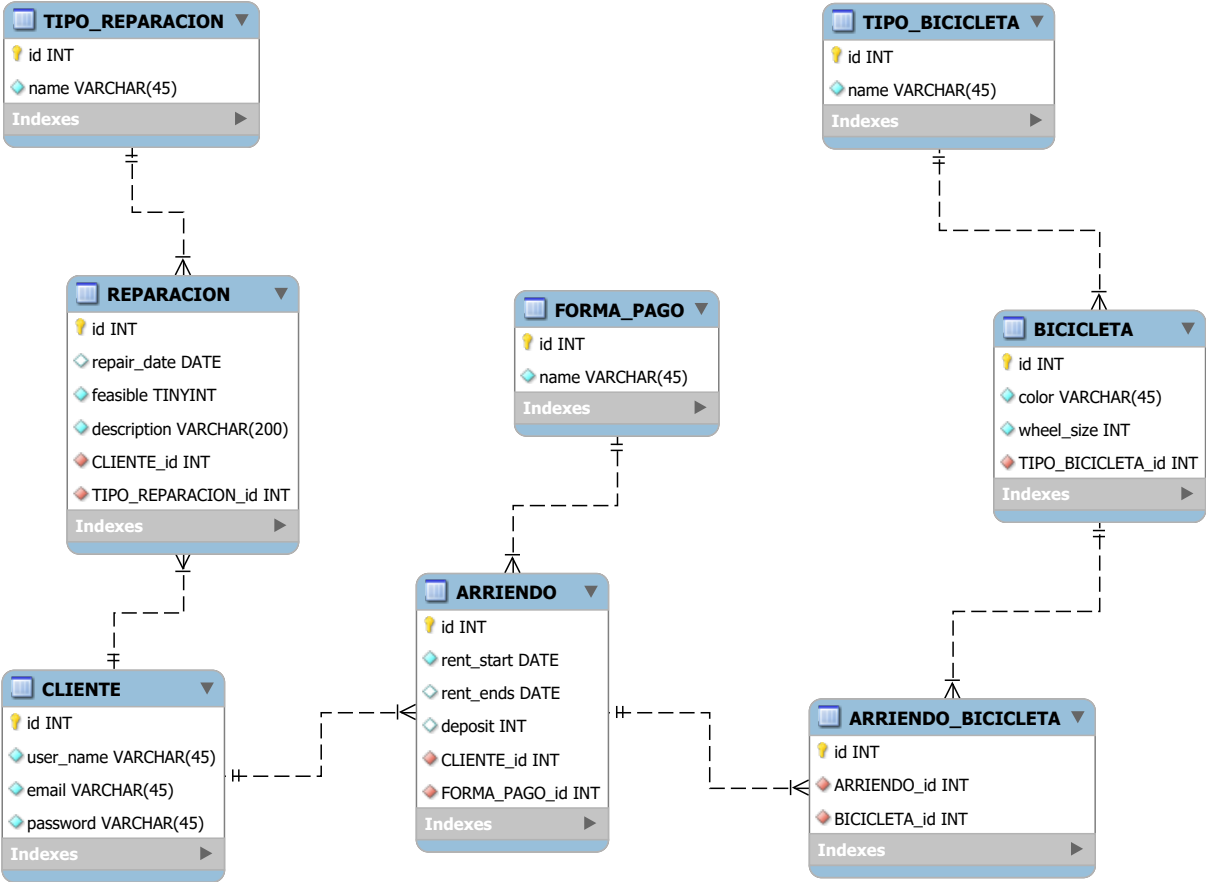 TIPO_REPARACION
id INT
name VARCHAR(45)
Indexes
TIPO_BICICLETA
id INT
name VARCHAR(45)
Indexes
REPARACION
id INT
repair_date DATE
feasible TINYINT
description VARCHAR(200)
CLIENTE_id INT
TIPO_REPARACION_id INT
Indexes
FORMA_PAGO
id INT
name VARCHAR(45)
Indexes
BICICLETA
id INT
color VARCHAR(45)
wheel_size INT
TIPO_BICICLETA_id INT
Indexes
CLIENTE
id INT
user_name VARCHAR(45)
email VARCHAR(45)
password VARCHAR(45)
Indexes
ARRIENDO
id INT
rent_start DATE
rent_ends DATE
deposit INT
CLIENTE_id INT
FORMA_PAGO_id INT
Indexes
ARRIENDO_BICICLETA
id INT
ARRIENDO_id INT
BICICLETA_id INT
Indexes